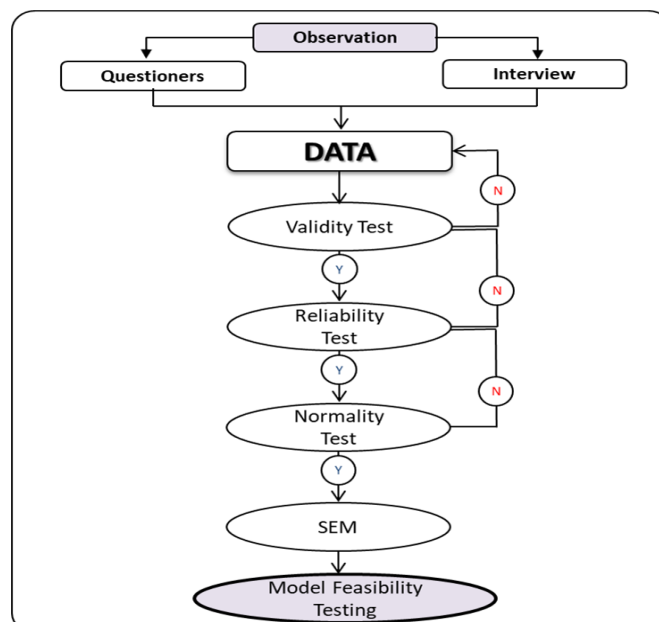 Observation
Questioners
Interview
DATA
N
Validity Test
Y
N
Reliability
Test
Y
N
Normality
Test
Y
SEM
Model Feasibility
Testing